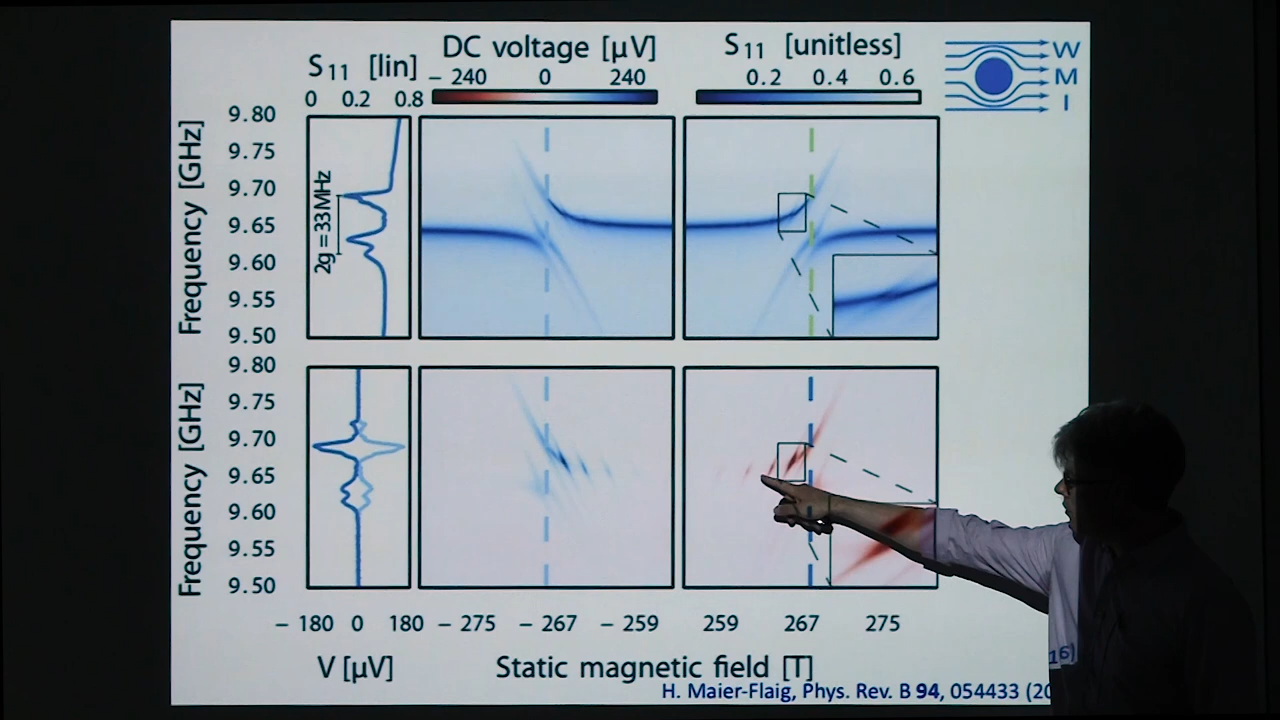 S₁₁ [lin]
0 0.2 0.8
DC voltage [µV]
− 240 0 240
S₁₁ [unitless]
0.2 0.4 0.6
W
M
I
Frequency [GHz]
9.80
9.75
9.70
9.65
9.60
9.55
9.50
2g = 33MHz
Frequency [GHz]
9.80
9.75
9.70
9.65
9.60
9.55
9.50
− 180 0 180
− 275 − 267 − 259
259 267 275
V [µV]
Static magnetic field [T]
H. Maier-Flaig, Phys. Rev. B 94, 054433 (20
16)